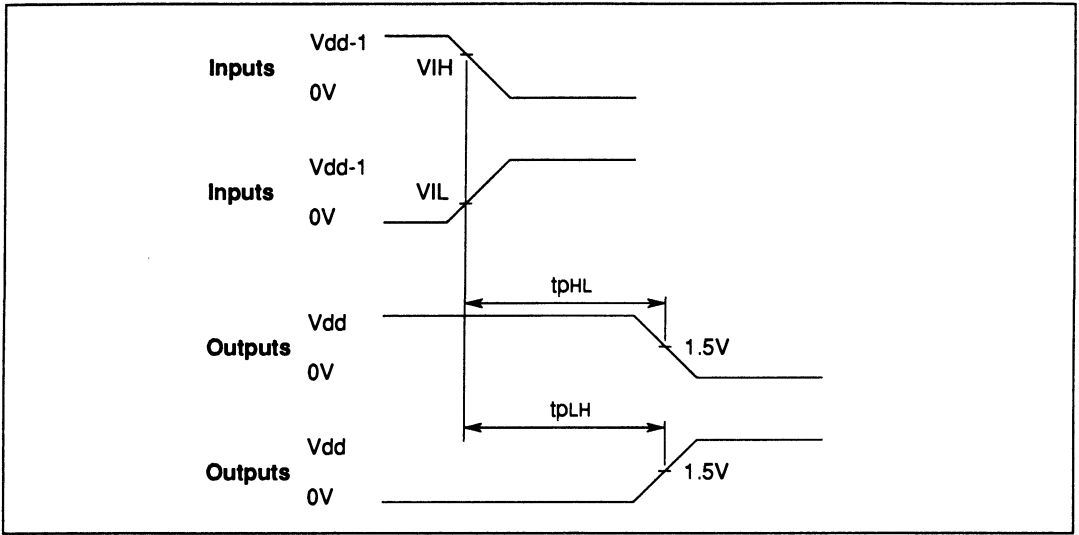 Vdd-1
Inputs VIH
0V
Vdd-1
Inputs VIL
0V
tpHL
Vdd
Outputs 1.5V
0V
tpLH
Vdd
Outputs 1.5V
0V